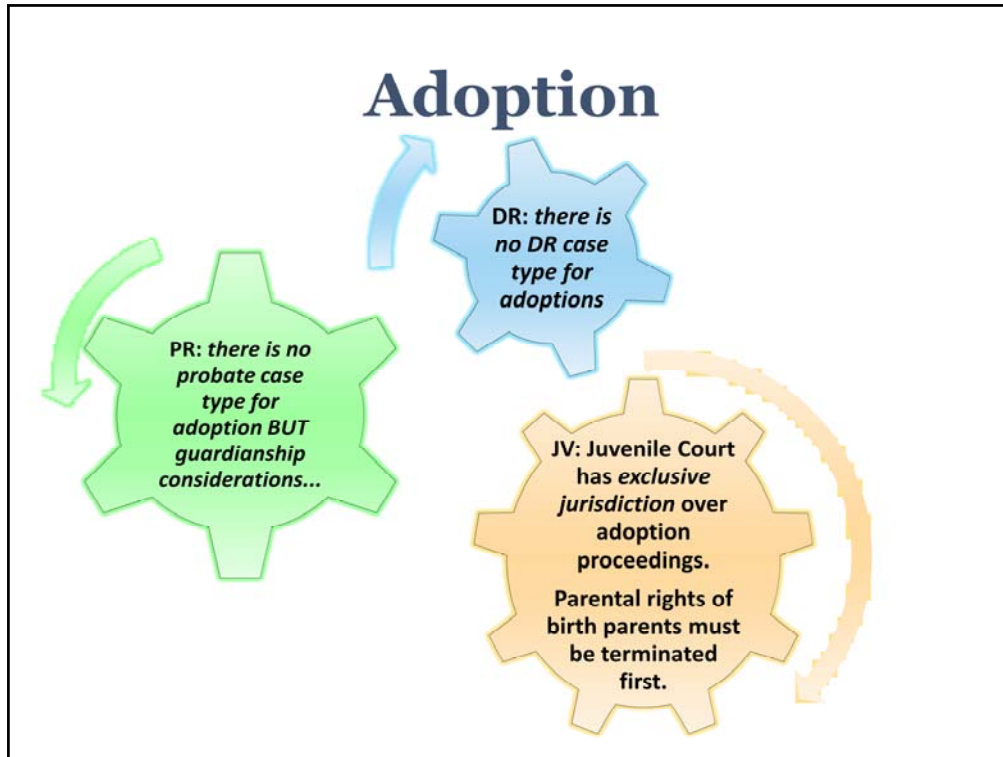 Adoption
DR: there is
no DR case
type for
adoptions
PR: there is no
probate case
type for
adoption BUT
guardianship
considerations...
JV: Juvenile Court
has exclusive
jurisdiction over
adoption
proceedings.
Parental rights of
birth parents must
be terminated
first.